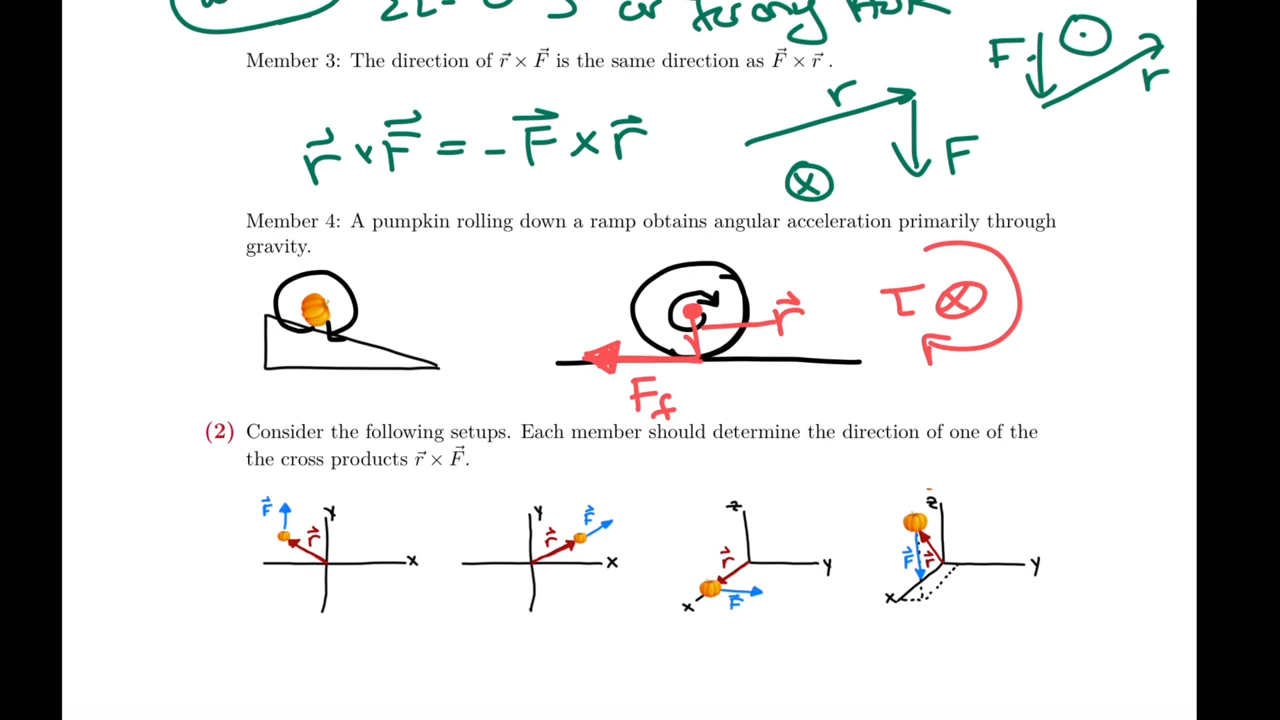 Member 3: The direction of r⃗ × F⃗ is the same direction as F⃗ × r⃗ .
F
r
r
r⃗ × F⃗ = - F⃗ × r⃗
F
Member 4: A pumpkin rolling down a ramp obtains angular acceleration primarily through
gravity.
τ
r⃗
F_f
(2) Consider the following setups. Each member should determine the direction of one of the
the cross products r⃗ × F⃗.
F⃗ r⃗ y x
y r⃗ F⃗ x
z r⃗ y x F⃗
z F⃗ r⃗ y x